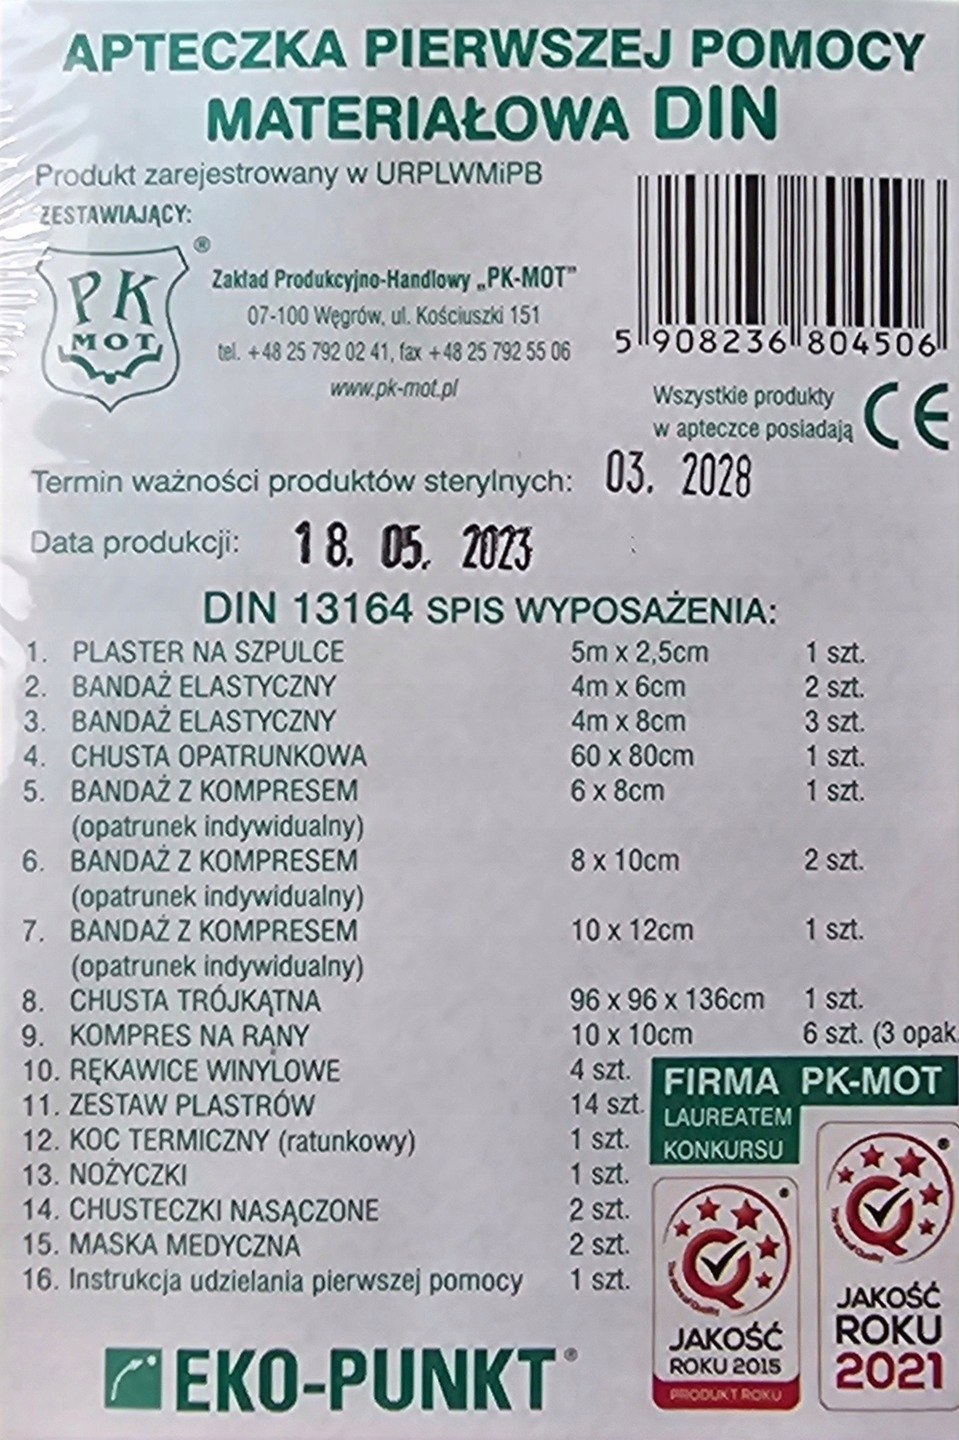 APTECZKA PIERWSZEJ POMOCY
MATERIAŁOWA DIN
Produkt zarejestrowany w URPLWMiPB
ZESTAWIAJĄCY:
PK
MOT
®
Zakład Produkcyjno-Handlowy „PK-MOT"
07-100 Węgrów, ul. Kościuszki 151
tel. +48 25 792 02 41, fax +48 25 792 55 06
www.pk-mot.pl
5 908236 804506
Wszystkie produkty
w apteczce posiadają CE
Termin ważności produktów sterylnych: 03. 2028
Data produkcji: 18. 05. 2023
DIN 13164 SPIS WYPOSAŻENIA:
1. PLASTER NA SZPULCE 5m x 2,5cm 1 szt.
2. BANDAŻ ELASTYCZNY 4m x 6cm 2 szt.
3. BANDAŻ ELASTYCZNY 4m x 8cm 3 szt.
4. CHUSTA OPATRUNKOWA 60 x 80cm 1 szt.
5. BANDAŻ Z KOMPRESEM 6 x 8cm 1 szt.
(opatrunek indywidualny)
6. BANDAŻ Z KOMPRESEM 8 x 10cm 2 szt.
(opatrunek indywidualny)
7. BANDAŻ Z KOMPRESEM 10 x 12cm 1 szt.
(opatrunek indywidualny)
8. CHUSTA TRÓJKĄTNA 96 x 96 x 136cm 1 szt.
9. KOMPRES NA RANY 10 x 10cm 6 szt. (3 opak.
10. RĘKAWICE WINYLOWE 4 szt.
11. ZESTAW PLASTRÓW 14 szt.
12. KOC TERMICZNY (ratunkowy) 1 szt.
13. NOŻYCZKI 1 szt.
14. CHUSTECZKI NASĄCZONE 2 szt.
15. MASKA MEDYCZNA 2 szt.
16. Instrukcja udzielania pierwszej pomocy 1 szt.
FIRMA PK-MOT
LAUREATEM
KONKURSU
JAKOŚĆ
ROKU 2015
PRODUKT ROKU
JAKOŚĆ
ROKU
2021
EKO-PUNKT®